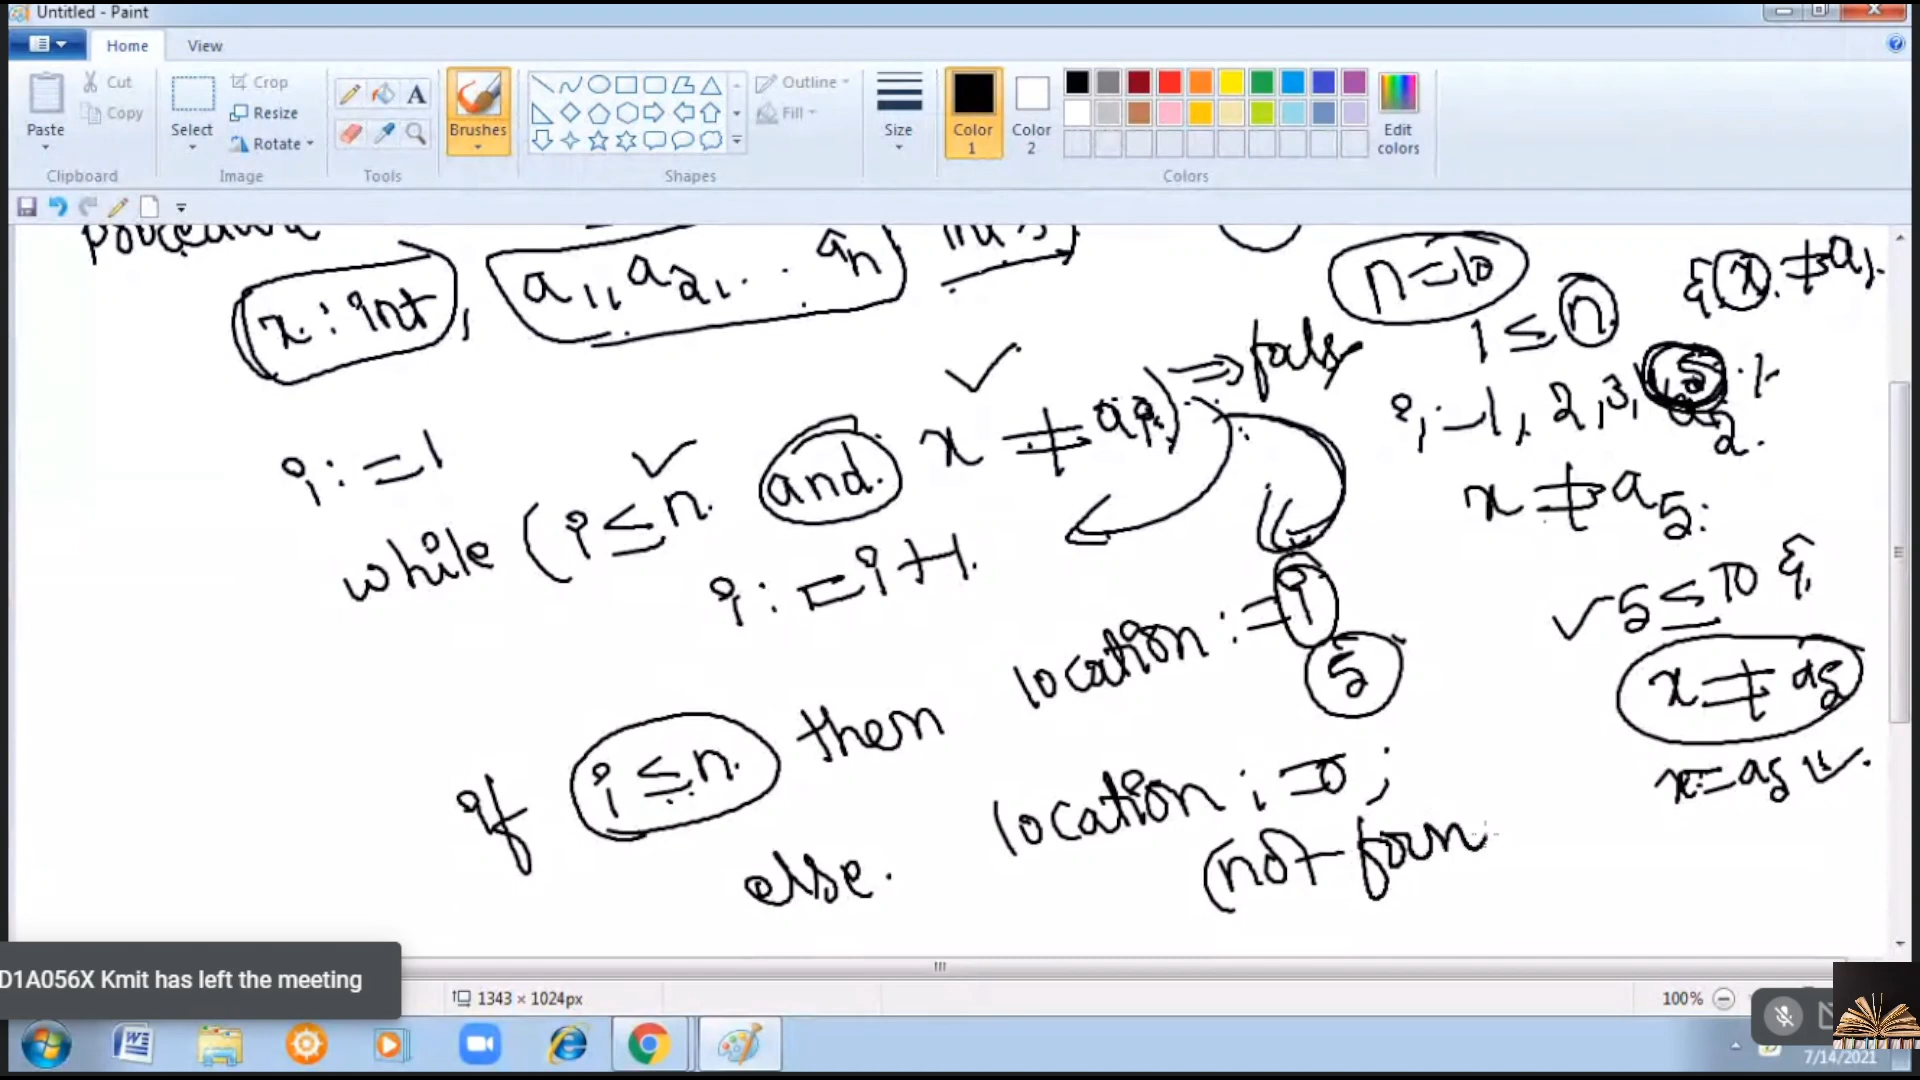 Untitled - Paint
Home View
Cut
Copy
Paste
Clipboard
Crop
Resize
Rotate
Select
Image
Tools
Brushes
Shapes
Outline
Fill
Size
Color 1
Color 2
Edit colors
Colors
x : int, a1, a2, . . an
n=10
1 ≤ n
{ x ≠ a1.
i : =1
while (i ≤ n and x ≠ ai) ⇒ fals
i, =1, 2, 3, 5
x ≠ a5.
i : = i+1.
5 ≤ 10 {
x ≠ a5
x = a5 ✓.
if i ≤ n. then location : = i
5
else. location : =0 ;
(not foun
D1A056X Kmit has left the meeting
1343 × 1024px
100%
7/14/2021